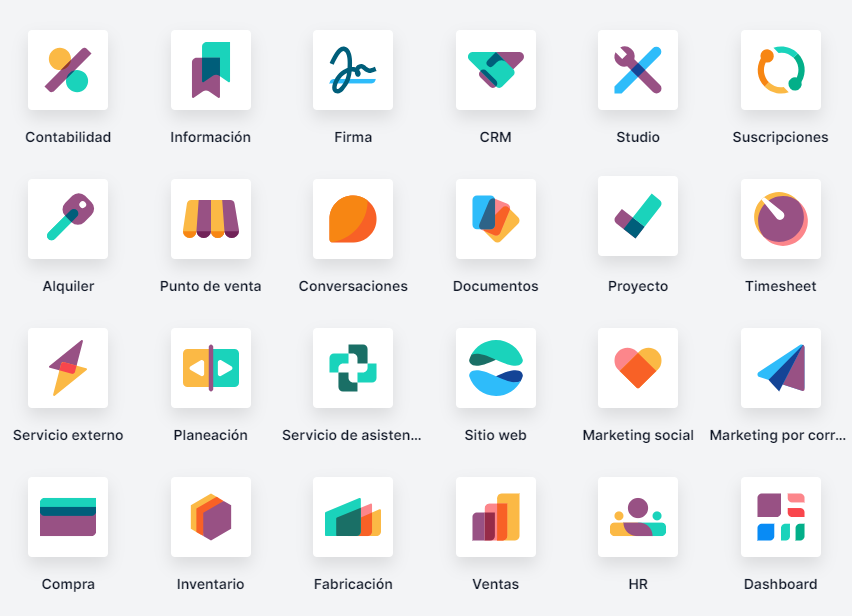 Contabilidad
Información
Firma
CRM
Studio
Suscripciones
Alquiler
Punto de venta
Conversaciones
Documentos
Proyecto
Timesheet
Servicio externo
Planeación
Servicio de asisten...
Sitio web
Marketing social
Marketing por corr...
Compra
Inventario
Fabricación
Ventas
HR
Dashboard